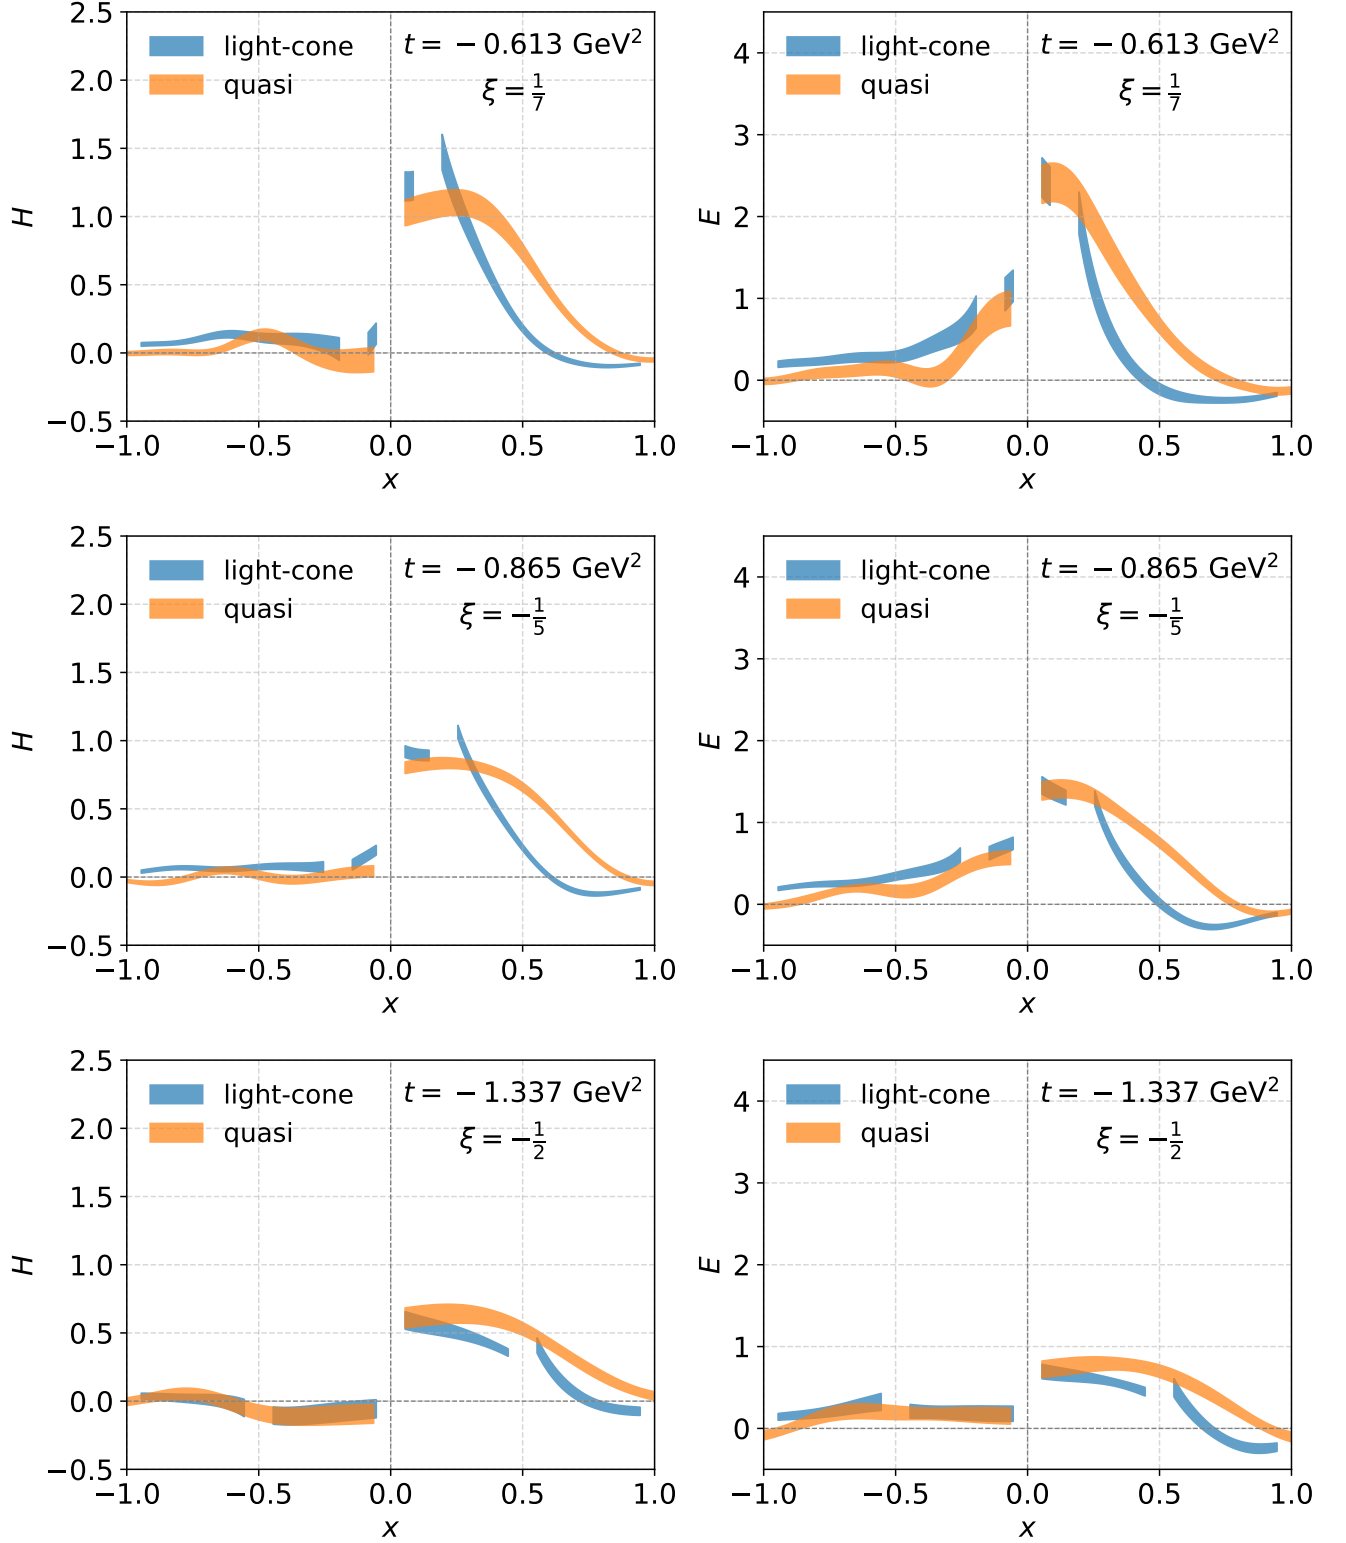 2.5
2.0
1.5
1.0
0.5
0.0
−0.5
H
light-cone
quasi
t = −0.613 GeV²
ξ = 1/7
−1.0 −0.5 0.0 0.5 1.0
x
4
3
2
1
0
E
light-cone
quasi
t = −0.613 GeV²
ξ = 1/7
−1.0 −0.5 0.0 0.5 1.0
x
2.5
2.0
1.5
1.0
0.5
0.0
−0.5
H
light-cone
quasi
t = −0.865 GeV²
ξ = −1/5
−1.0 −0.5 0.0 0.5 1.0
x
4
3
2
1
0
E
light-cone
quasi
t = −0.865 GeV²
ξ = −1/5
−1.0 −0.5 0.0 0.5 1.0
x
2.5
2.0
1.5
1.0
0.5
0.0
−0.5
H
light-cone
quasi
t = −1.337 GeV²
ξ = −1/2
−1.0 −0.5 0.0 0.5 1.0
x
4
3
2
1
0
E
light-cone
quasi
t = −1.337 GeV²
ξ = −1/2
−1.0 −0.5 0.0 0.5 1.0
x